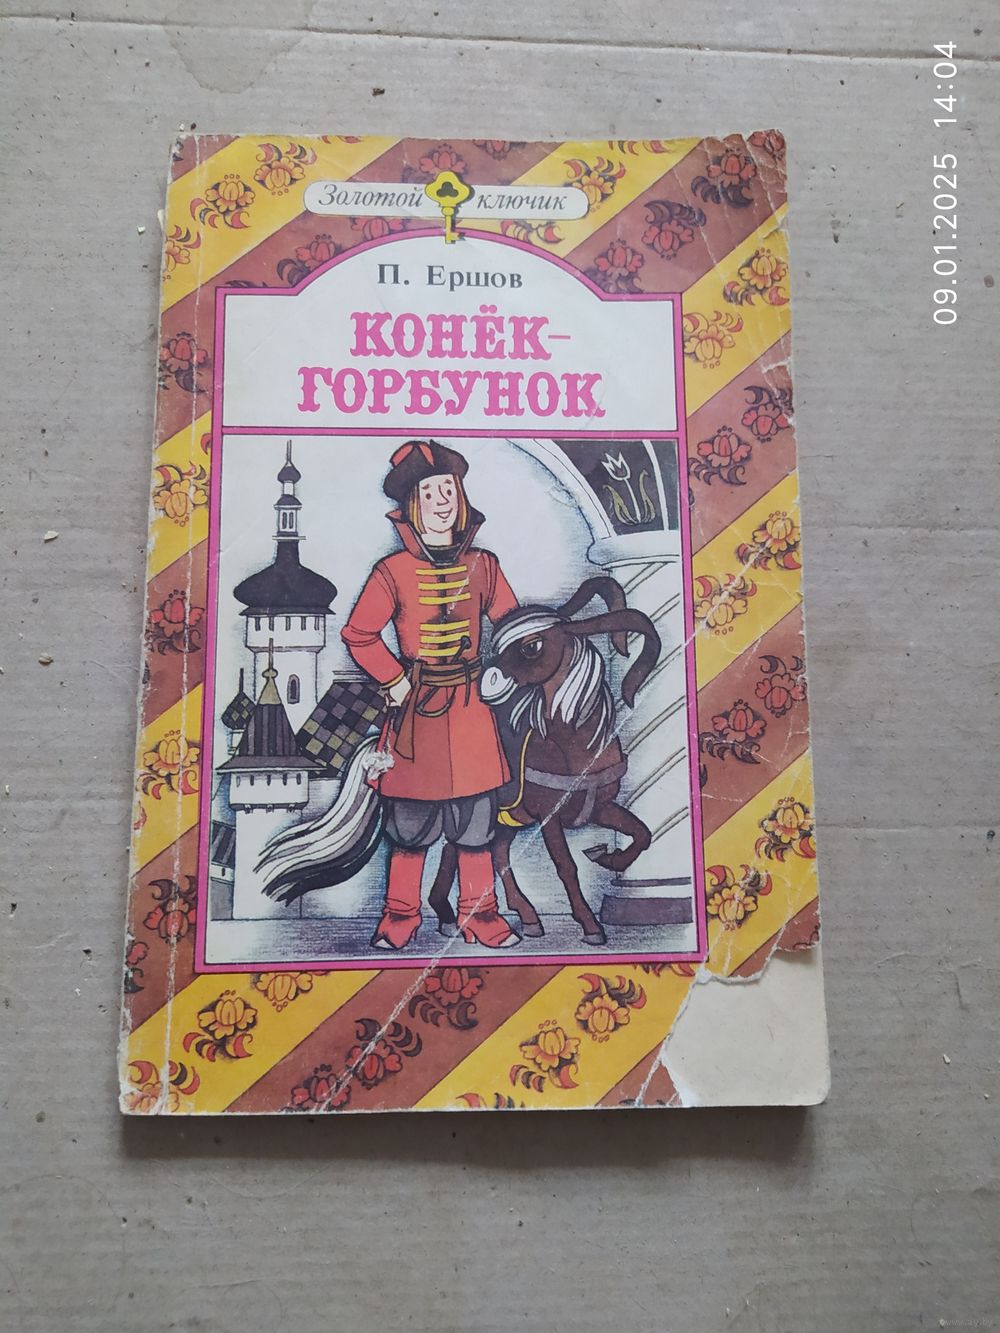 Золотой ключик
П. Ершов
КОНЁК-
ГОРБУНОК
09.01.2025 14:04